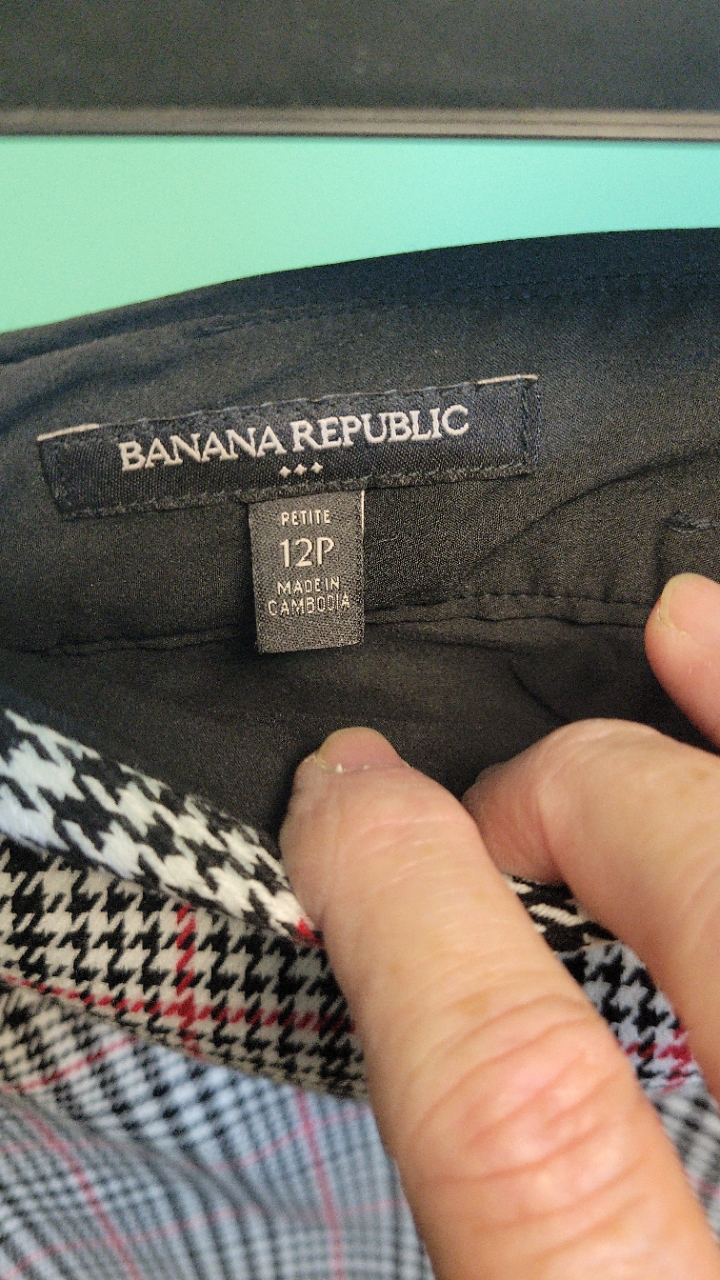 BANANA REPUBLIC
PETITE
12P
MADE IN
CAMBODIA